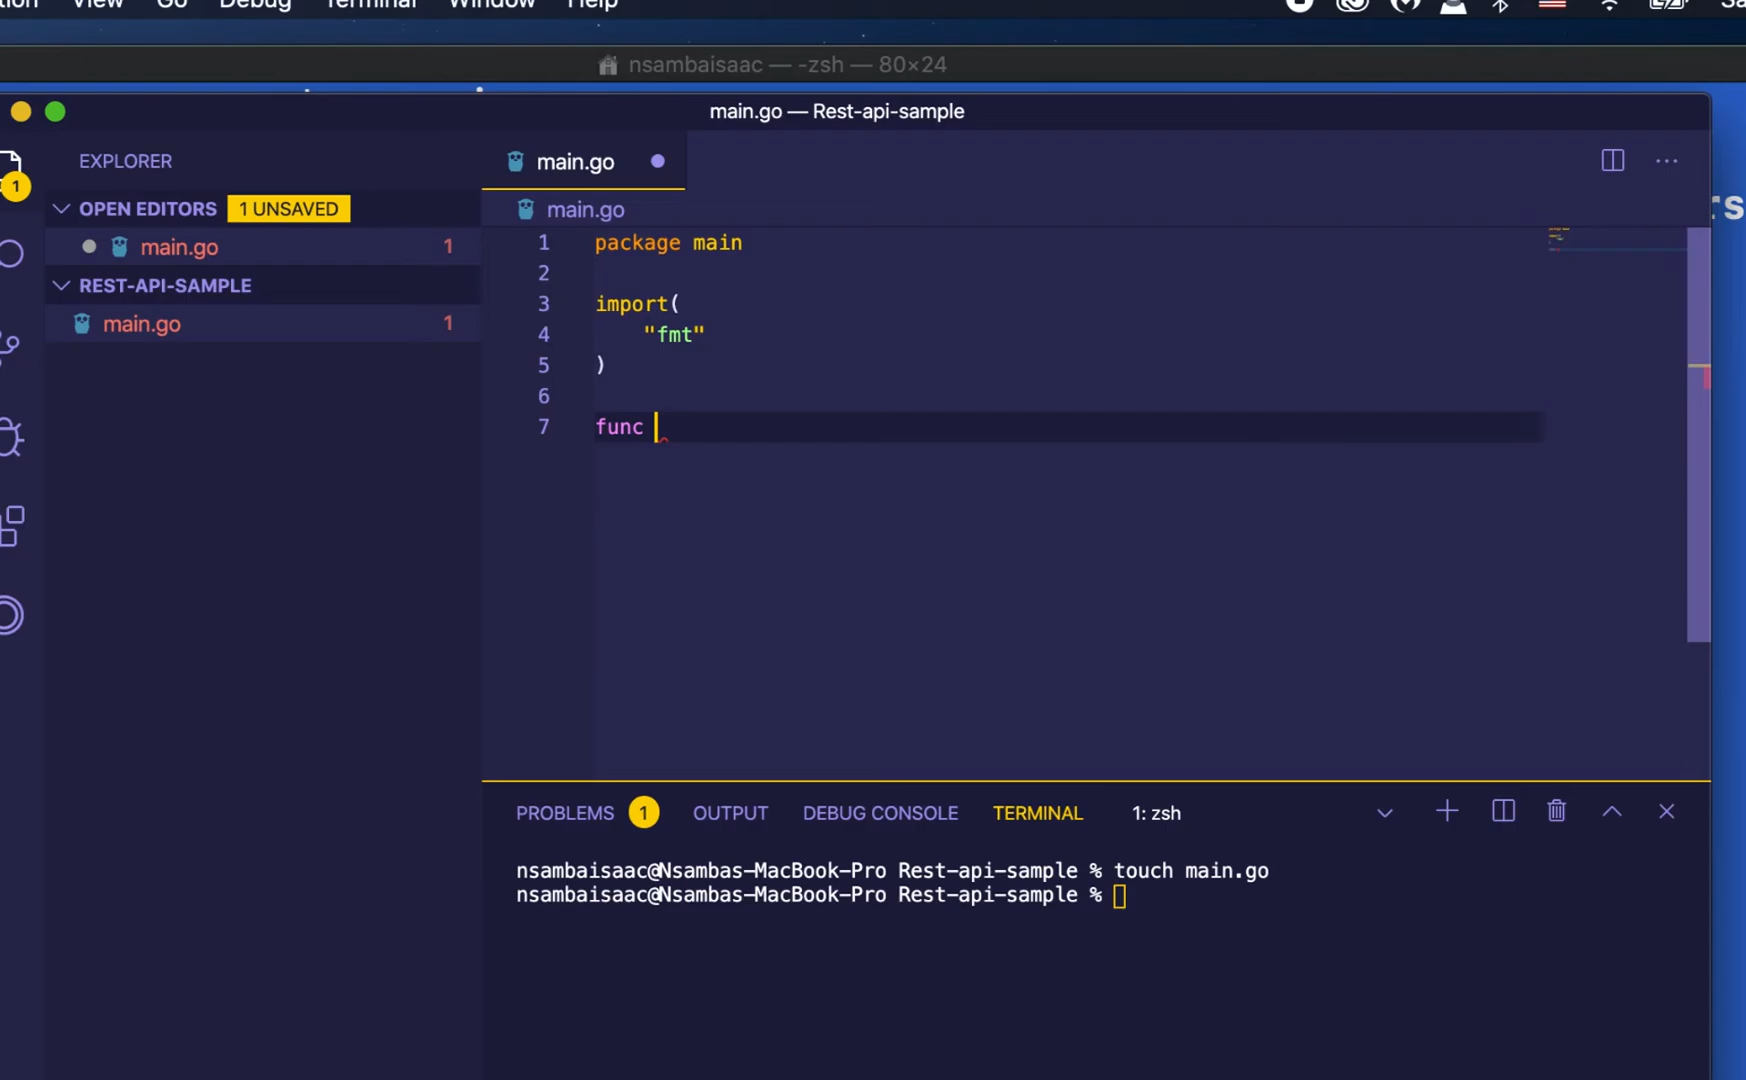 View Go Debug Terminal Window Help
nsambaisaac — -zsh — 80×24
main.go — Rest-api-sample
EXPLORER
main.go
1
OPEN EDITORS 1 UNSAVED
main.go
main.go 1
REST-API-SAMPLE
main.go 1
1 package main
2
3 import(
4 "fmt"
5 )
6
7 func
PROBLEMS 1 OUTPUT DEBUG CONSOLE TERMINAL 1: zsh
nsambaisaac@Nsambas-MacBook-Pro Rest-api-sample % touch main.go
nsambaisaac@Nsambas-MacBook-Pro Rest-api-sample %